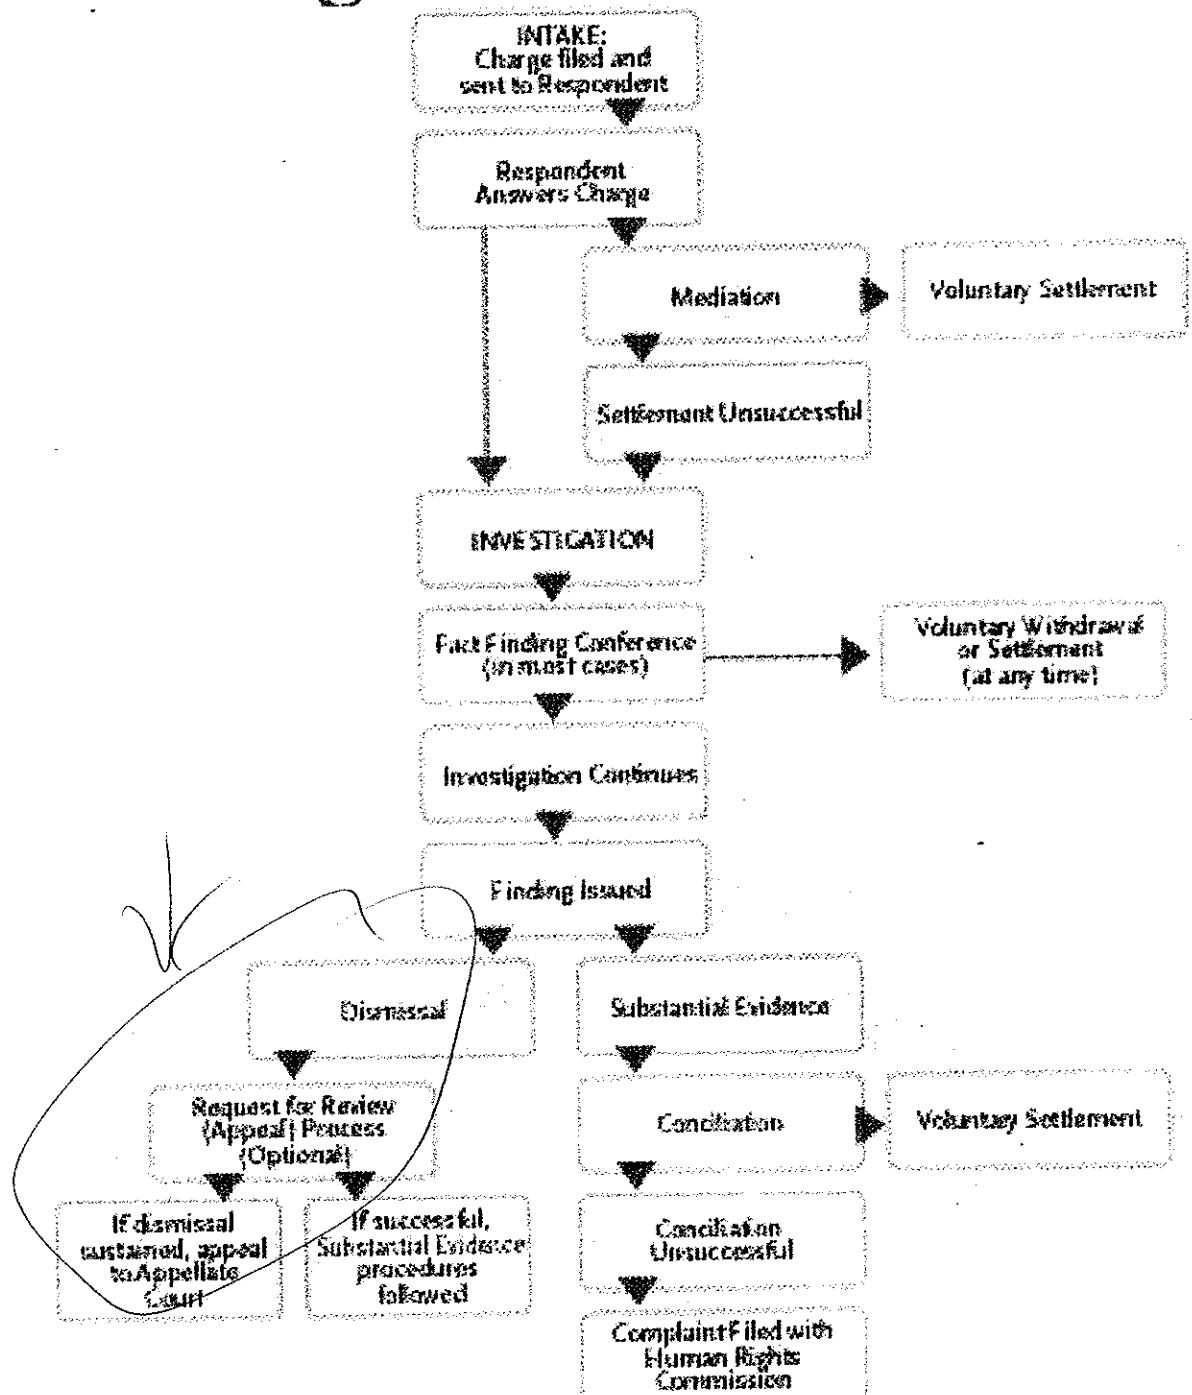 INTAKE:
Charge filed and
sent to Respondent
Respondent
Answers Charge
Mediation
Voluntary Settlement
Settlement Unsuccessful
INVESTIGATION
Fact Finding Conference
(in most cases)
Voluntary Withdrawal
or Settlement
(at any time)
Investigation Continues
Finding Issued
Dismissal
Substantial Evidence
Request for Review
(Appeal) Process
(Optional)
Conciliation
Voluntary Settlement
If dismissal
sustained, appeal
to Appellate
Court
If successful,
Substantial Evidence
procedures
followed
Conciliation
Unsuccessful
Complaint Filed with
Human Rights
Commission